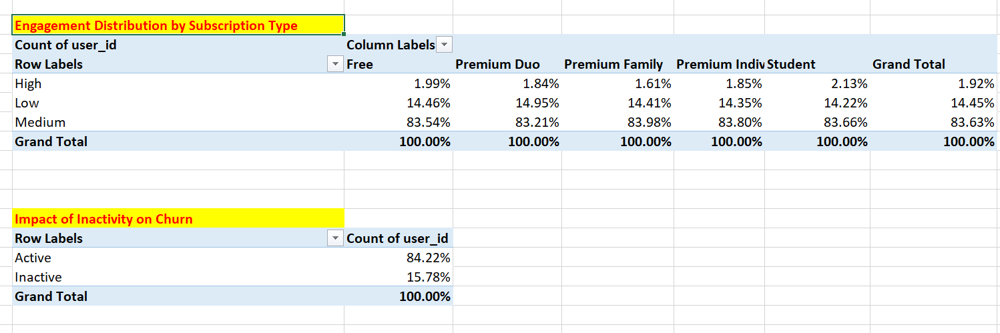 Engagement Distribution by Subscription Type
Count of user_id Column Labels
Row Labels Free Premium Duo Premium Family Premium Indiv Student Grand Total
High 1.99% 1.84% 1.61% 1.85% 2.13% 1.92%
Low 14.46% 14.95% 14.41% 14.35% 14.22% 14.45%
Medium 83.54% 83.21% 83.98% 83.80% 83.66% 83.63%
Grand Total 100.00% 100.00% 100.00% 100.00% 100.00% 100.00%
Impact of Inactivity on Churn
Row Labels Count of user_id
Active 84.22%
Inactive 15.78%
Grand Total 100.00%